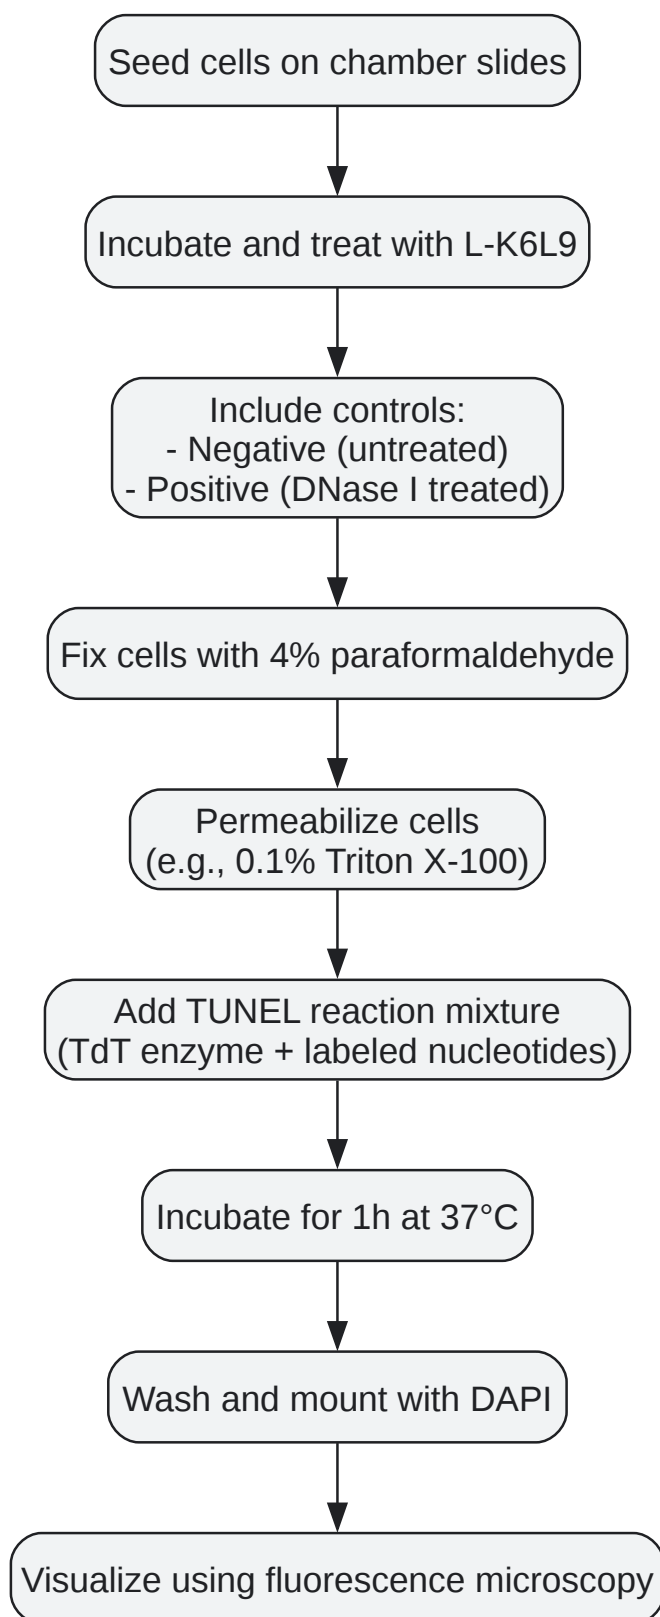 Seed cells on chamber slides
Incubate and treat with L-K6L9
Include controls:
- Negative (untreated)
- Positive (DNase I treated)
Fix cells with 4% paraformaldehyde
Permeabilize cells
(e.g., 0.1% Triton X-100)
Add TUNEL reaction mixture
(TdT enzyme + labeled nucleotides)
Incubate for 1h at 37°C
Wash and mount with DAPI
Visualize using fluorescence microscopy